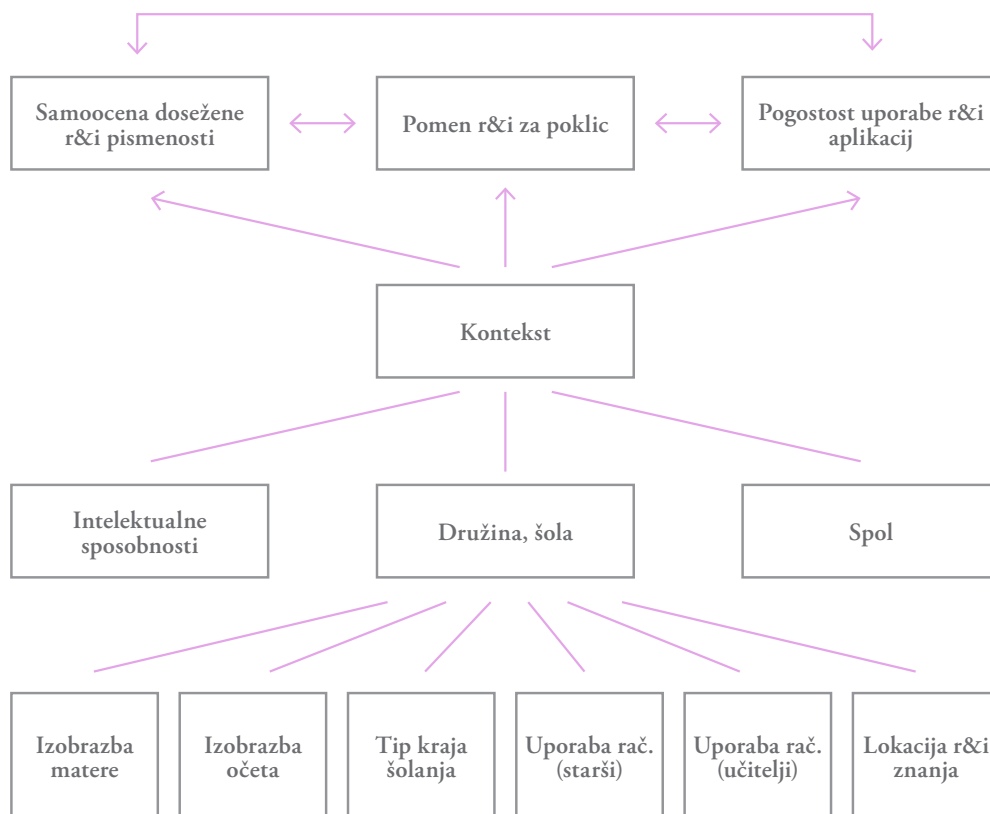 Samoocena dosežene
r&i pismenosti
Pomen r&i za poklic
Pogostost uporabe r&i
aplikacij
Kontekst
Intelektualne
sposobnosti
Družina, šola
Spol
Izobrazba
matere
Izobrazba
očeta
Tip kraja
šolanja
Uporaba rač.
(starši)
Uporaba rač.
(učitelji)
Lokacija r&i
znanja